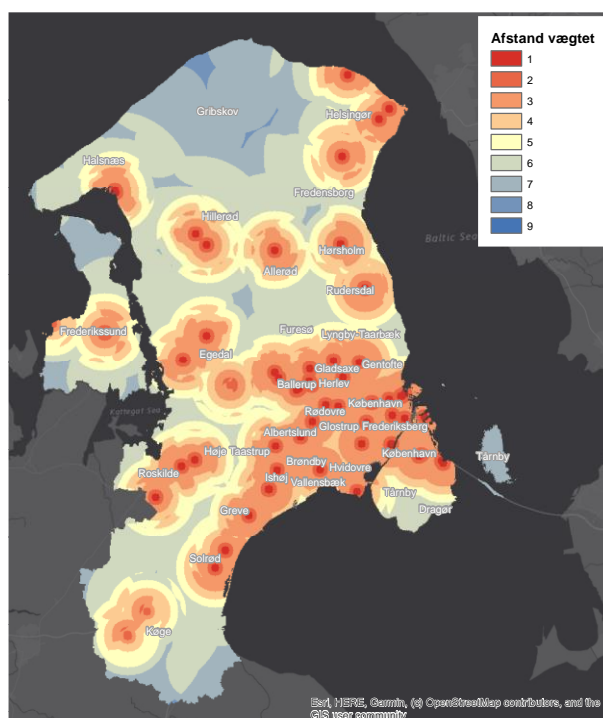 Afstand vægtet
1
2
3
4
5
6
7
8
9
Helsingør
Gribskov
Halsnæs
Fredensborg
Hillerød
Hørsholm
Baltic Sea
Allerød
Rudersdal
Frederikssund
Furesø
Lyngby-Taarbæk
Egedal
Gladsaxe
Gentofte
Ballerup
Herlev
Kattegat Sea
Rødovre
København
Albertslund
Glostrup
Frederiksberg
Høje Taastrup
København
Tårnby
Roskilde
Brøndby
Hvidovre
Ishøj
Vallensbæk
Tårnby
Greve
Dragør
Solrød
Køge
Esri, HERE, Garmin, (c) OpenStreetMap contributors, and the
GIS user community